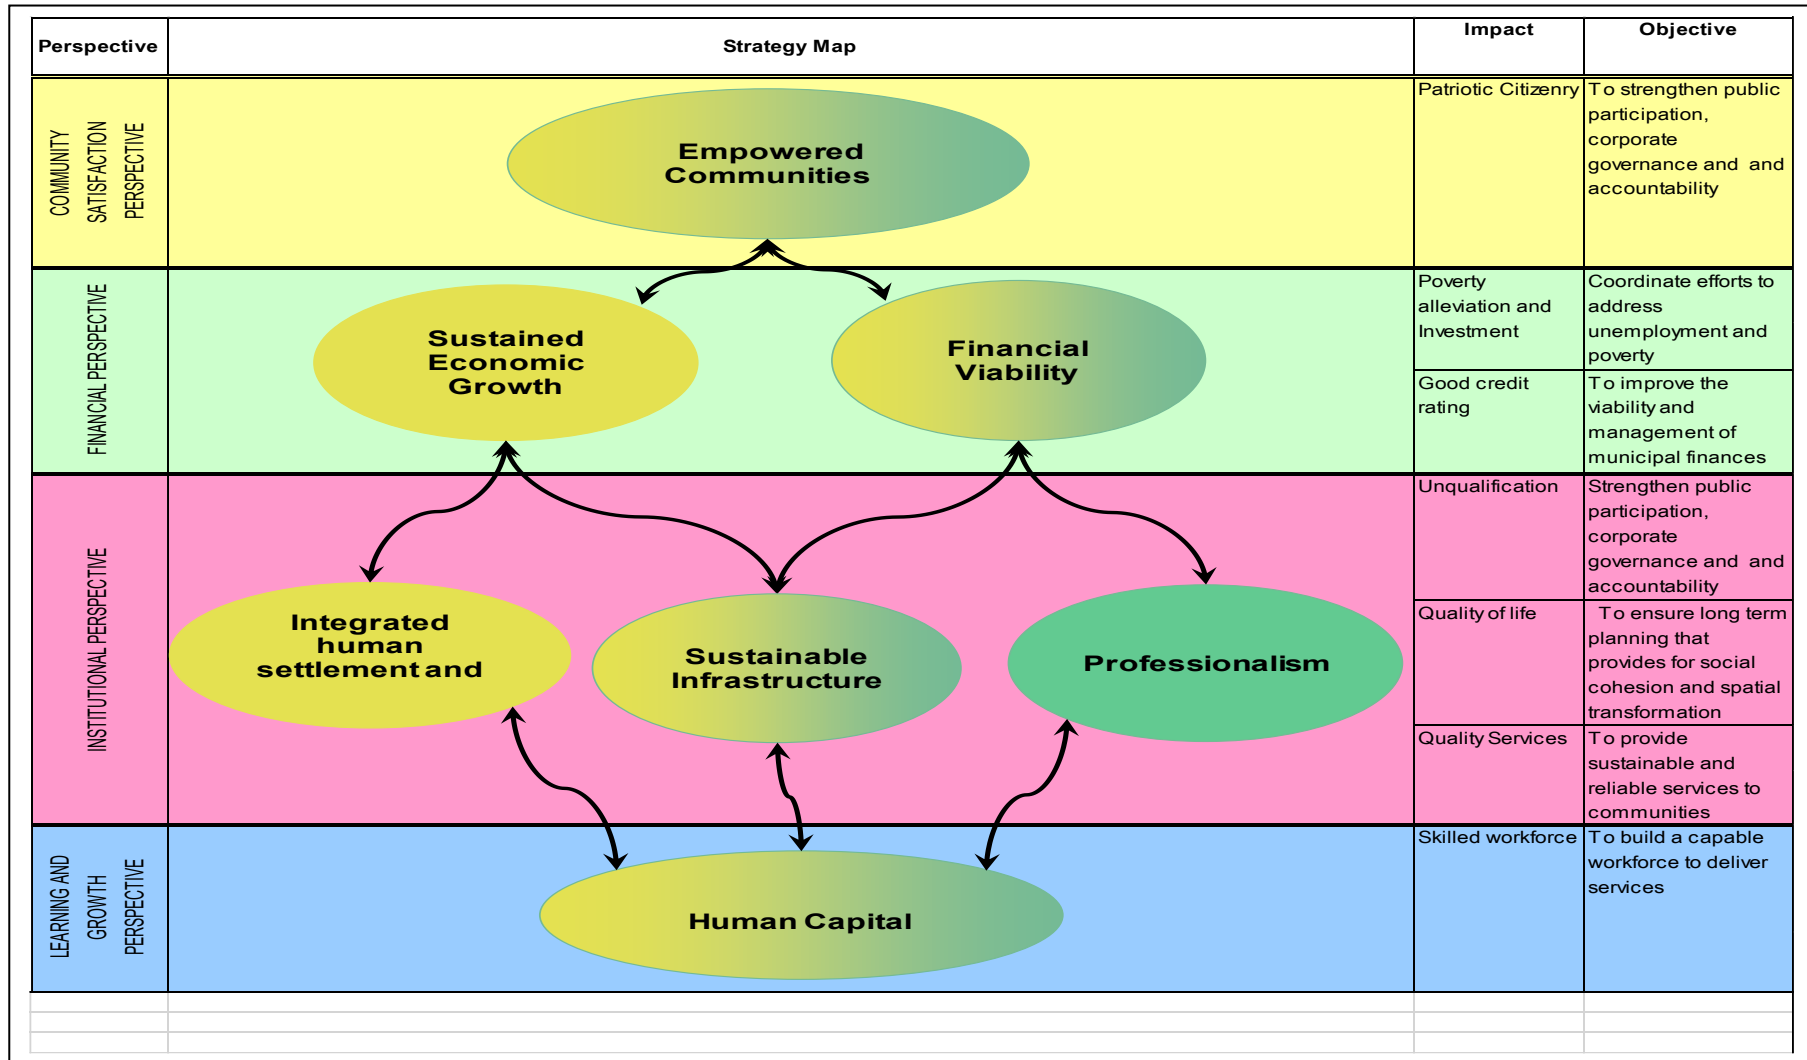 Perspective
Strategy Map
Impact
Objective
COMMUNITY
SATISFACTION
PERSPECTIVE
Empowered
Communities
Patriotic Citizenry
To strengthen public
participation,
corporate
governance and and
accountability
FINANCIAL PERSPECTIVE
Sustained
Economic
Growth
Financial
Viability
Poverty
alleviation and
Investment
Coordinate efforts to
address
unemployment and
poverty
Good credit
rating
To improve the
viability and
management of
municipal finances
INSTITUTIONAL PERSPECTIVE
Integrated
human
settlement and
Sustainable
Infrastructure
Professionalism
Unqualification
Strengthen public
participation,
corporate
governance and and
accountability
Quality of life
To ensure long term
planning that
provides for social
cohesion and spatial
transformation
Quality Services
To provide
sustainable and
reliable services to
communities
LEARNING AND
GROWTH
PERSPECTIVE
Human Capital
Skilled workforce
To build a capable
workforce to deliver
services